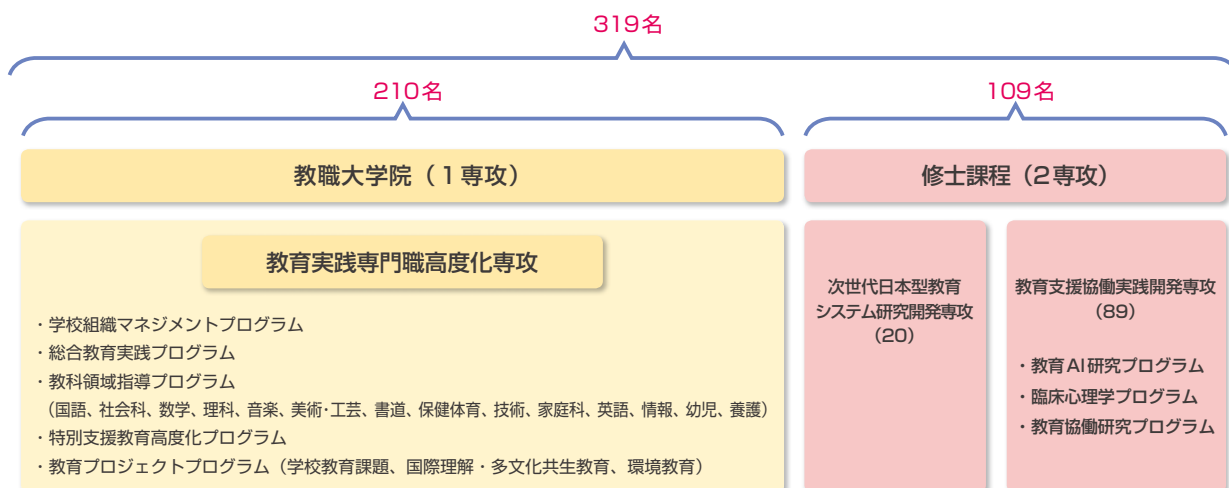 319名
210名
109名
教職大学院（1専攻）
修士課程（2専攻）
教育実践専門職高度化専攻
・学校組織マネジメントプログラム
・総合教育実践プログラム
・教科領域指導プログラム
（国語、社会科、数学、理科、音楽、美術･工芸、書道、保健体育、技術、家庭科、英語、情報、幼児、養護）
・特別支援教育高度化プログラム
・教育プロジェクトプログラム（学校教育課題、国際理解・多文化共生教育、環境教育）
次世代日本型教育
システム研究開発専攻
（20）
教育支援協働実践開発専攻
（89）
・教育AI研究プログラム
・臨床心理学プログラム
・教育協働研究プログラム